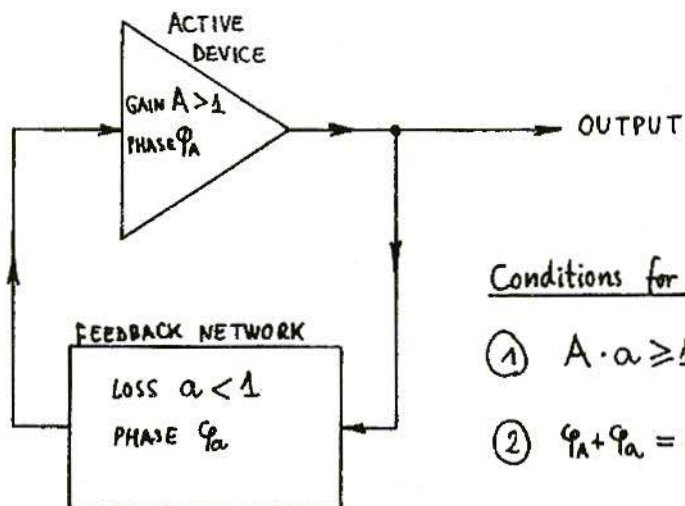 ACTIVE
DEVICE
GAIN A>1
PHASE φA
OUTPUT
FEEDBACK NETWORK
LOSS a<1
PHASE φa
Conditions for
① A·a≥1
② φA+φa=